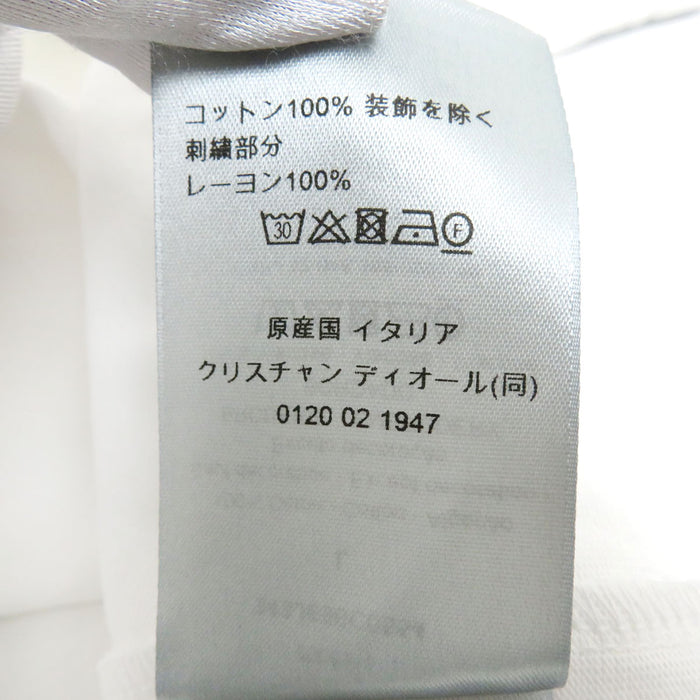 コットン100% 装飾を除く
刺繍部分
レーヨン100%
30 F
原産国 イタリア
クリスチャン ディオール(同)
0120 02 1947